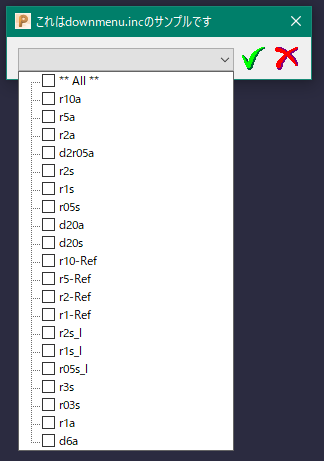 これはdownmenu.incのサンプルです
** All **
r10a
r5a
r2a
d2r05a
r2s
r1s
r05s
d20a
d20s
r10-Ref
r5-Ref
r2-Ref
r1-Ref
r2s_l
r1s_l
r05s_l
r3s
r03s
r1a
d6a